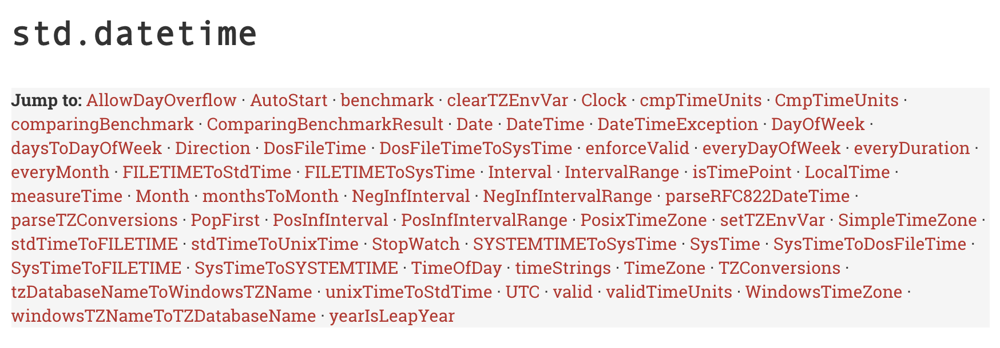 std.datetime
Jump to: AllowDayOverflow · AutoStart · benchmark · clearTZEnvVar · Clock · cmpTimeUnits · CmpTimeUnits ·
comparingBenchmark · ComparingBenchmarkResult · Date · DateTime · DateTimeException · DayOfWeek ·
daysToDayOfWeek · Direction · DosFileTime · DosFileTimeToSysTime · enforceValid · everyDayOfWeek · everyDuration ·
everyMonth · FILETIMEToStdTime · FILETIMEToSysTime · Interval · IntervalRange · isTimePoint · LocalTime ·
measureTime · Month · monthsToMonth · NegInfInterval · NegInfIntervalRange · parseRFC822DateTime ·
parseTZConversions · PopFirst · PosInfInterval · PosInfIntervalRange · PosixTimeZone · setTZEnvVar · SimpleTimeZone ·
stdTimeToFILETIME · stdTimeToUnixTime · StopWatch · SYSTEMTIMEToSysTime · SysTime · SysTimeToDosFileTime ·
SysTimeToFILETIME · SysTimeToSYSTEMTIME · TimeOfDay · timeStrings · TimeZone · TZConversions ·
tzDatabaseNameToWindowsTZName · unixTimeToStdTime · UTC · valid · validTimeUnits · WindowsTimeZone ·
windowsTZNameToTZDatabaseName · yearIsLeapYear